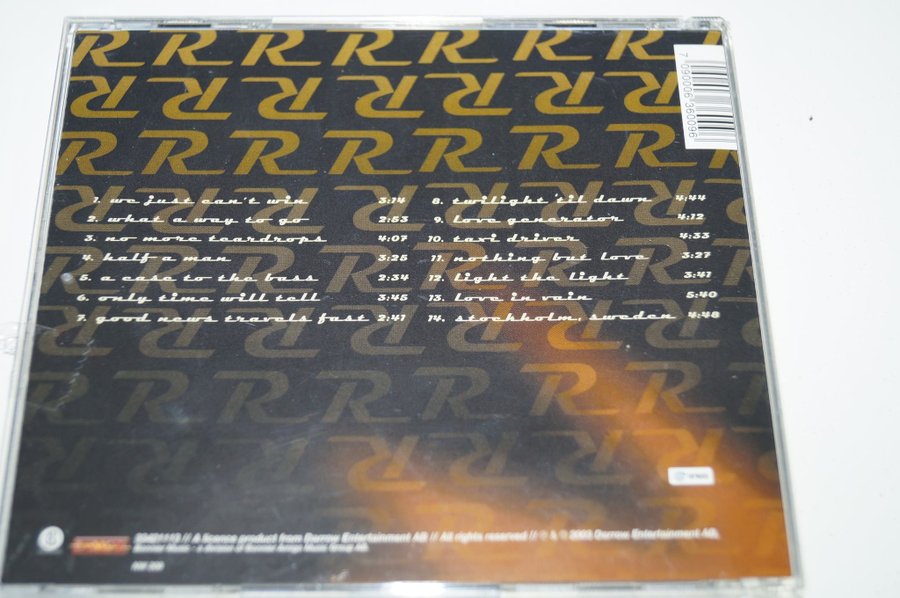 7 090006 360096
1. we just can't win 3:14
2. what a way to go 2:53
3. no more teardrops 4:07
4. half a man 3:25
5. a case to the bass 2:34
6. only time will tell 3:45
7. good news travels fast 2:41
8. twilight 'til dawn 4:44
9. love generator 4:12
10. taxi driver 4:33
11. nothing but love 3:27
12. light the light 3:41
13. love in vain 5:40
14. stockholm, sweden 4:48
// A licence product from Darrow Entertainment AB // All rights reserved // ℗ & © 2003 Darrow Entertainment AB.